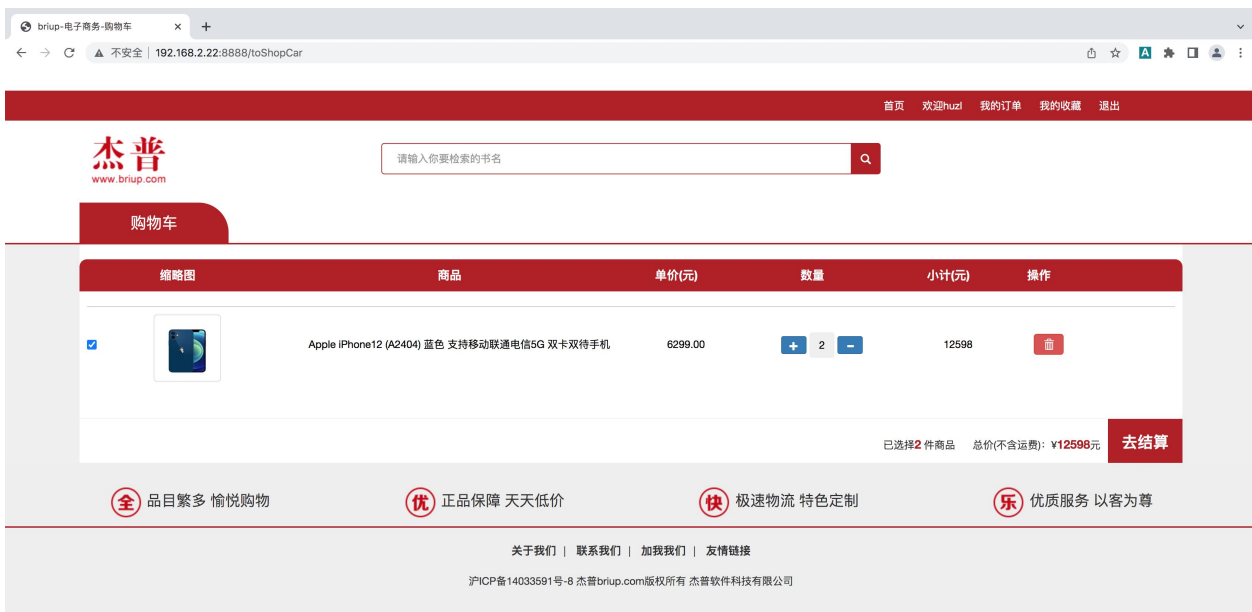 briup-电子商务-购物车
不安全 | 192.168.2.22:8888/toShopCar
首页 欢迎huzl 我的订单 我的收藏 退出
杰普
www.briup.com
请输入你要检索的书名
购物车
缩略图 商品 单价(元) 数量 小计(元) 操作
Apple iPhone12 (A2404) 蓝色 支持移动联通电信5G 双卡双待手机 6299.00 + 2 - 12598
已选择2 件商品 总价(不含运费): ¥12598元 去结算
全 品目繁多 愉悦购物 优 正品保障 天天低价 快 极速物流 特色定制 乐 优质服务 以客为尊
关于我们 | 联系我们 | 加我我们 | 友情链接
沪ICP备14033591号-8 杰普briup.com版权所有 杰普软件科技有限公司